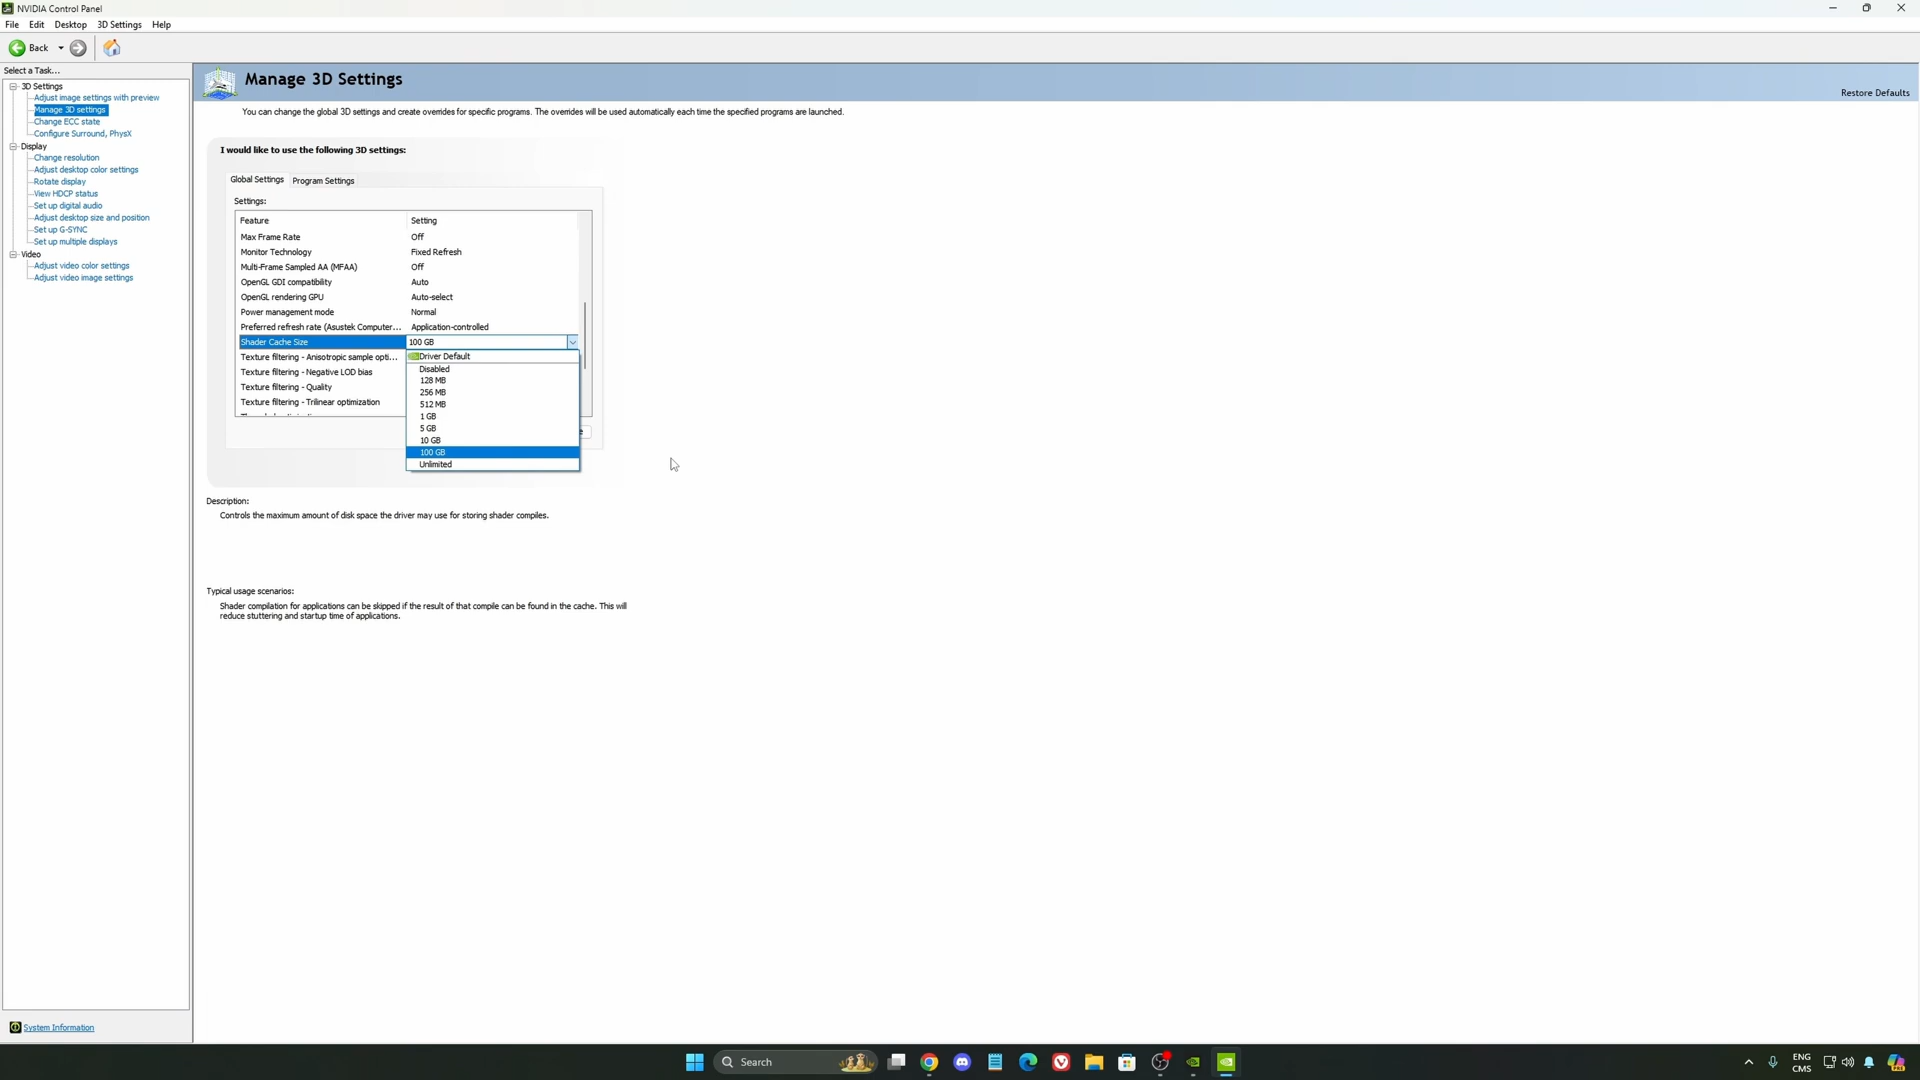 NVIDIA Control Panel
File Edit Desktop 3D Settings Help
Back
Select a Task...
3D Settings
Adjust image settings with preview
Manage 3D settings
Change ECC state
Configure Surround, PhysX
Display
Change resolution
Adjust desktop color settings
Rotate display
View HDCP status
Set up digital audio
Adjust desktop size and position
Set up G-SYNC
Set up multiple displays
Video
Adjust video color settings
Adjust video image settings
System Information
Manage 3D Settings
Restore Defaults
You can change the global 3D settings and create overrides for specific programs. The overrides will be used automatically each time the specified programs are launched.
I would like to use the following 3D settings:
Global Settings Program Settings
Settings:
Feature Setting
Max Frame Rate Off
Monitor Technology Fixed Refresh
Multi-Frame Sampled AA (MFAA) Off
OpenGL GDI compatibility Auto
OpenGL rendering GPU Auto-select
Power management mode Normal
Preferred refresh rate (Asustek Computer... Application-controlled
Shader Cache Size 100 GB
Texture filtering - Anisotropic sample opti...
Texture filtering - Negative LOD bias
Texture filtering - Quality
Texture filtering - Trilinear optimization
Driver Default
Disabled
128 MB
256 MB
512 MB
1 GB
5 GB
10 GB
100 GB
Unlimited
Description:
Controls the maximum amount of disk space the driver may use for storing shader compiles.
Typical usage scenarios:
Shader compilation for applications can be skipped if the result of that compile can be found in the cache. This will
reduce stuttering and startup time of applications.
Search
ENG
CMS